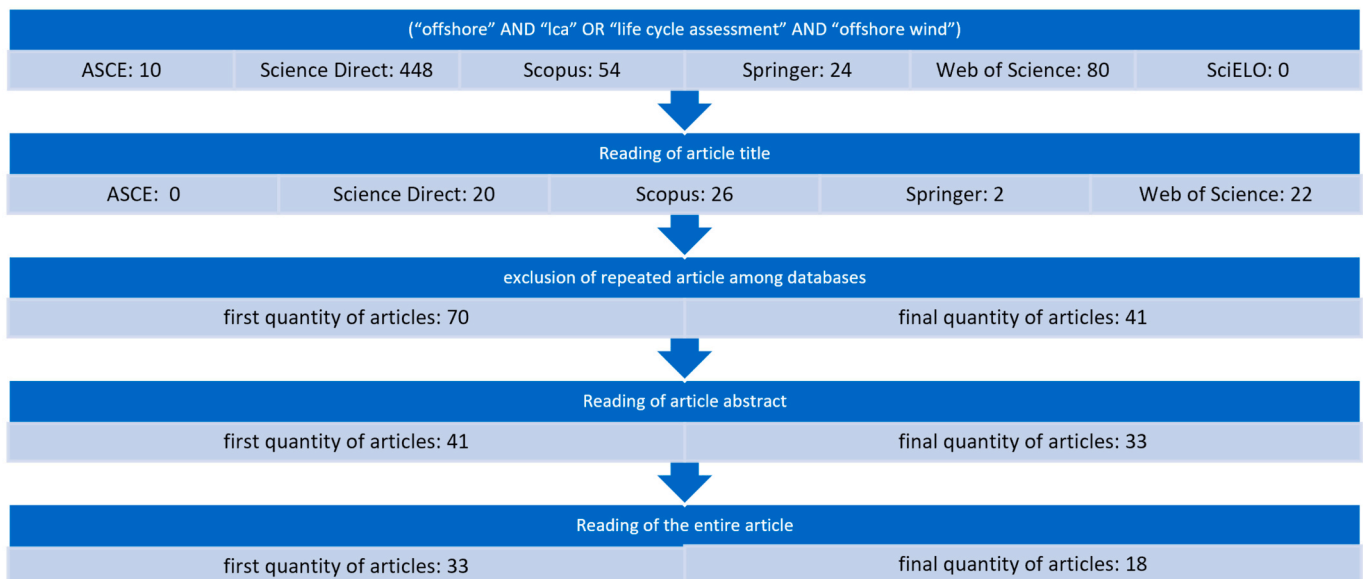 ("offshore" AND "lca" OR "life cycle assessment" AND "offshore wind")
ASCE: 10 Science Direct: 448 Scopus: 54 Springer: 24 Web of Science: 80 SciELO: 0
Reading of article title
ASCE: 0 Science Direct: 20 Scopus: 26 Springer: 2 Web of Science: 22
exclusion of repeated article among databases
first quantity of articles: 70 final quantity of articles: 41
Reading of article abstract
first quantity of articles: 41 final quantity of articles: 33
Reading of the entire article
first quantity of articles: 33 final quantity of articles: 18